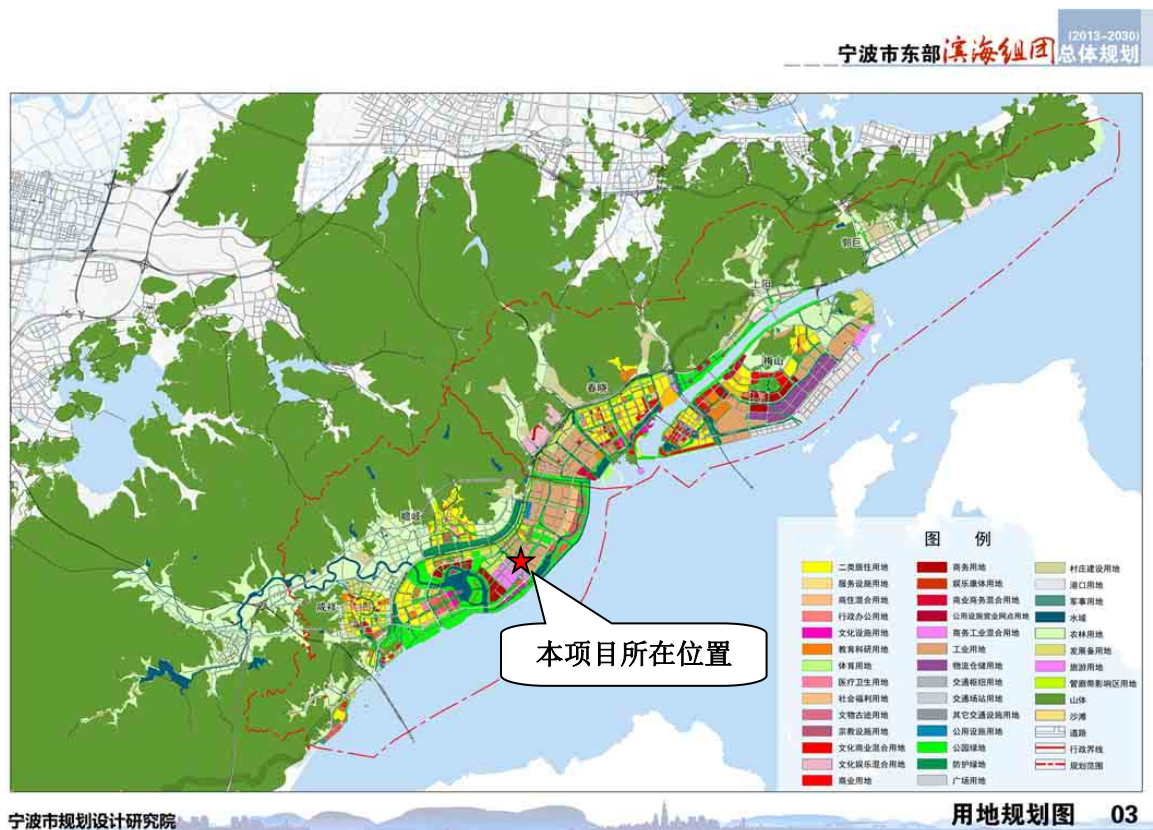 宁波市东部滨海组团(2013-2030)总体规划
郭巨
上阳
梅山
春晓
瞻岐
咸祥
本项目所在位置
图 例
二类居住用地
服务设施用地
商住混合用地
行政办公用地
文化设施用地
教育科研用地
体育用地
医疗卫生用地
社会福利用地
文物古迹用地
宗教设施用地
文化商业混合用地
文化娱乐混合用地
商业用地
商务用地
娱乐康体用地
商业商务混合用地
公用设施营业网点用地
商务工业混合用地
工业用地
物流仓储用地
交通枢纽用地
交通场站用地
其它交通设施用地
公用设施用地
公园绿地
防护绿地
广场用地
村庄建设用地
港口用地
军事用地
水域
农林用地
发展备用地
旅游用地
管廊带影响区用地
山体
沙滩
道路
行政界线
规划范围
宁波市规划设计研究院
用地规划图 03